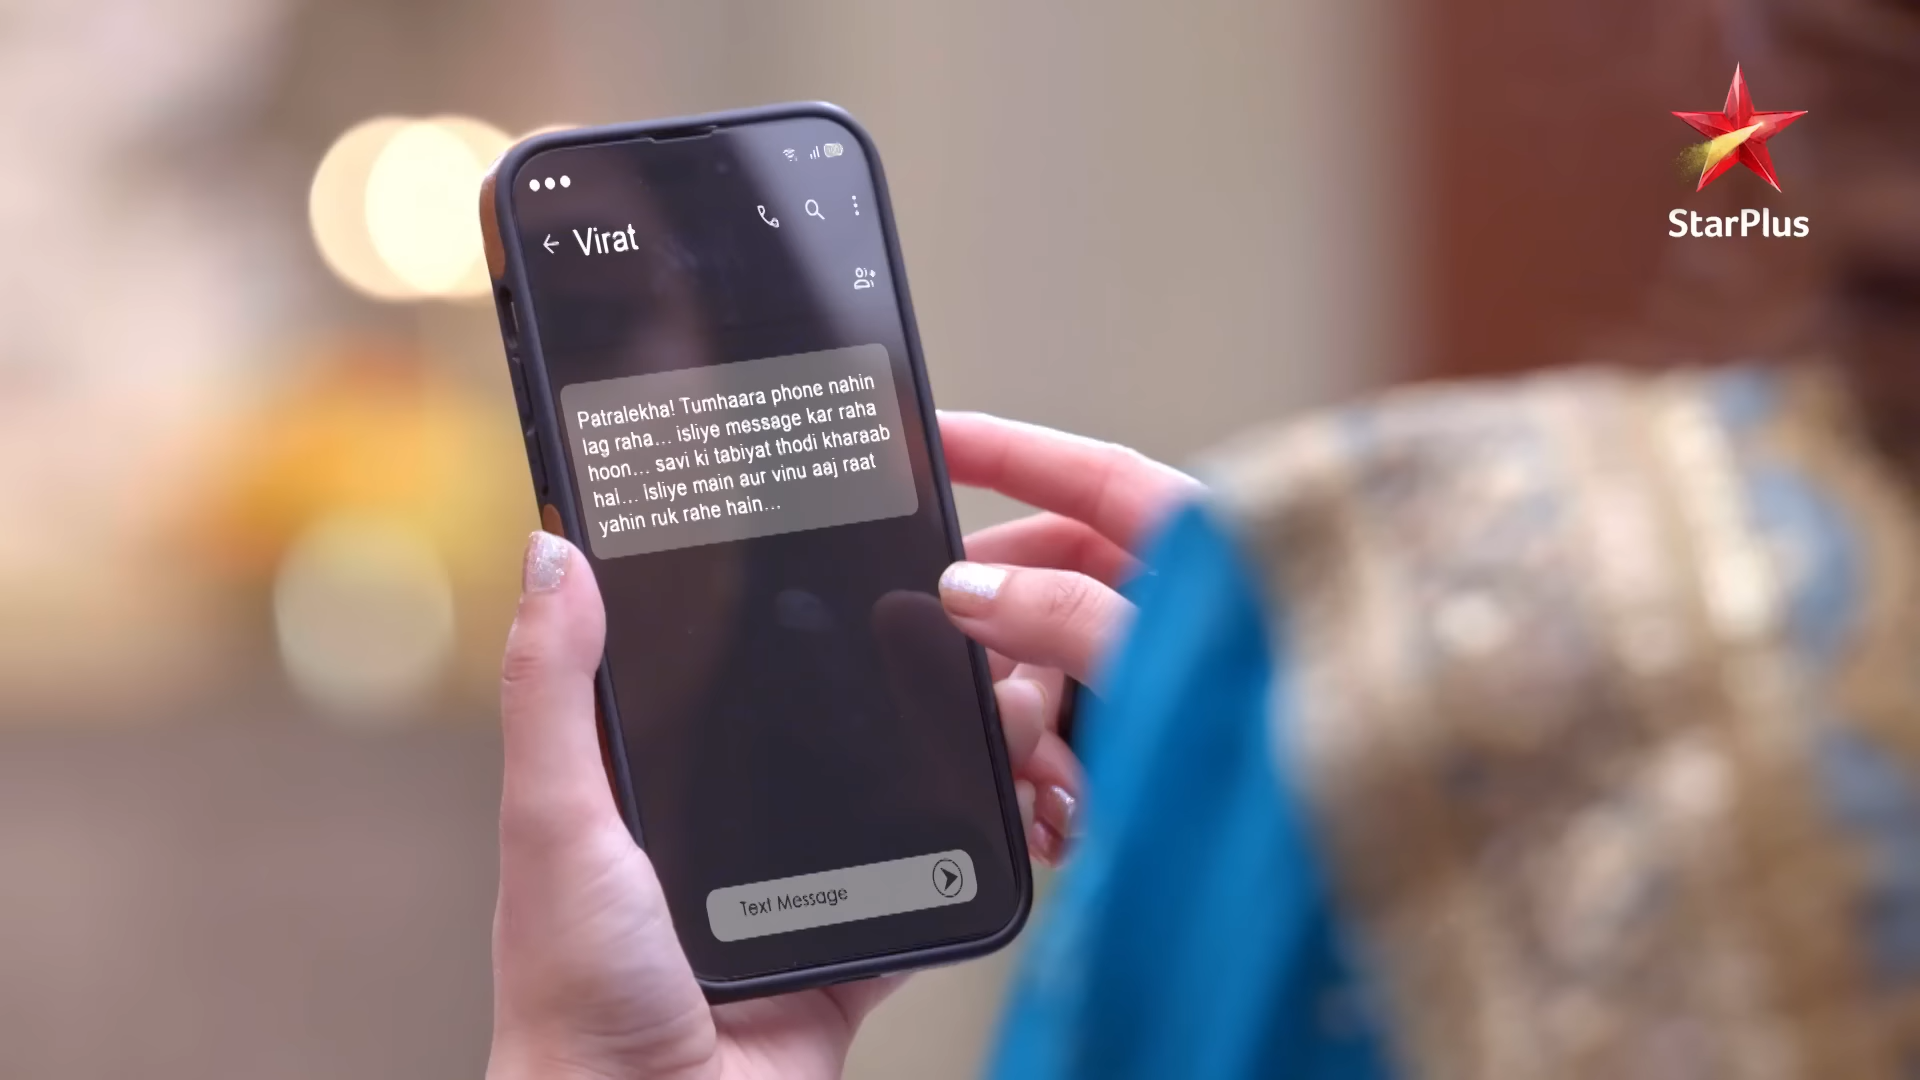 Virat
Patralekha! Tumhaara phone nahin
lag raha... isliye message kar raha
hoon... savi ki tabiyat thodi kharaab
hai... isliye main aur vinu aaj raat
yahin ruk rahe hain...
Text Message
StarPlus